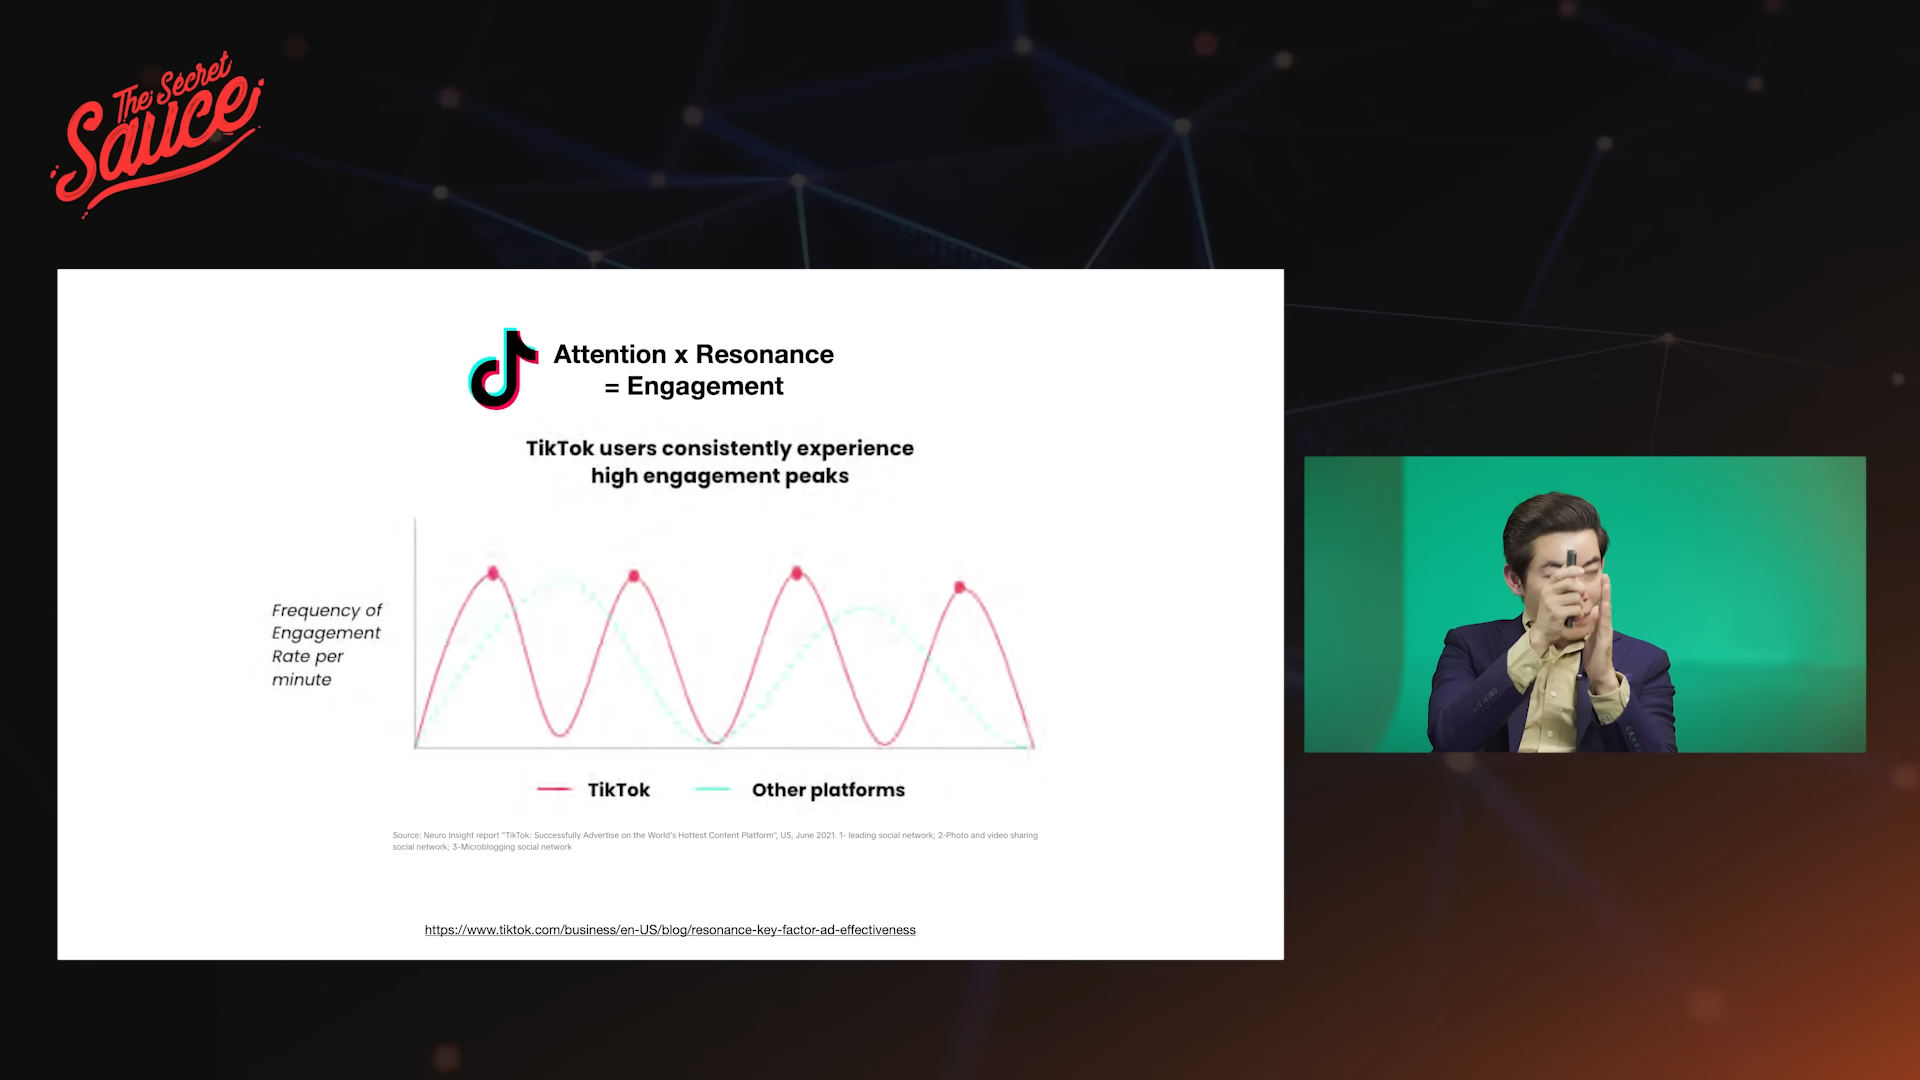 The Secret
Sauce
Attention x Resonance
= Engagement
TikTok users consistently experience
high engagement peaks
Frequency of
Engagement
Rate per
minute
TikTok
Other platforms
Source: Neuro Insight report "TikTok: Successfully Advertise on the World's Hottest Content Platform", US, June 2021. 1- leading social network; 2-Photo and video sharing
social network; 3-Microblogging social network
https://www.tiktok.com/business/en-US/blog/resonance-key-factor-ad-effectiveness